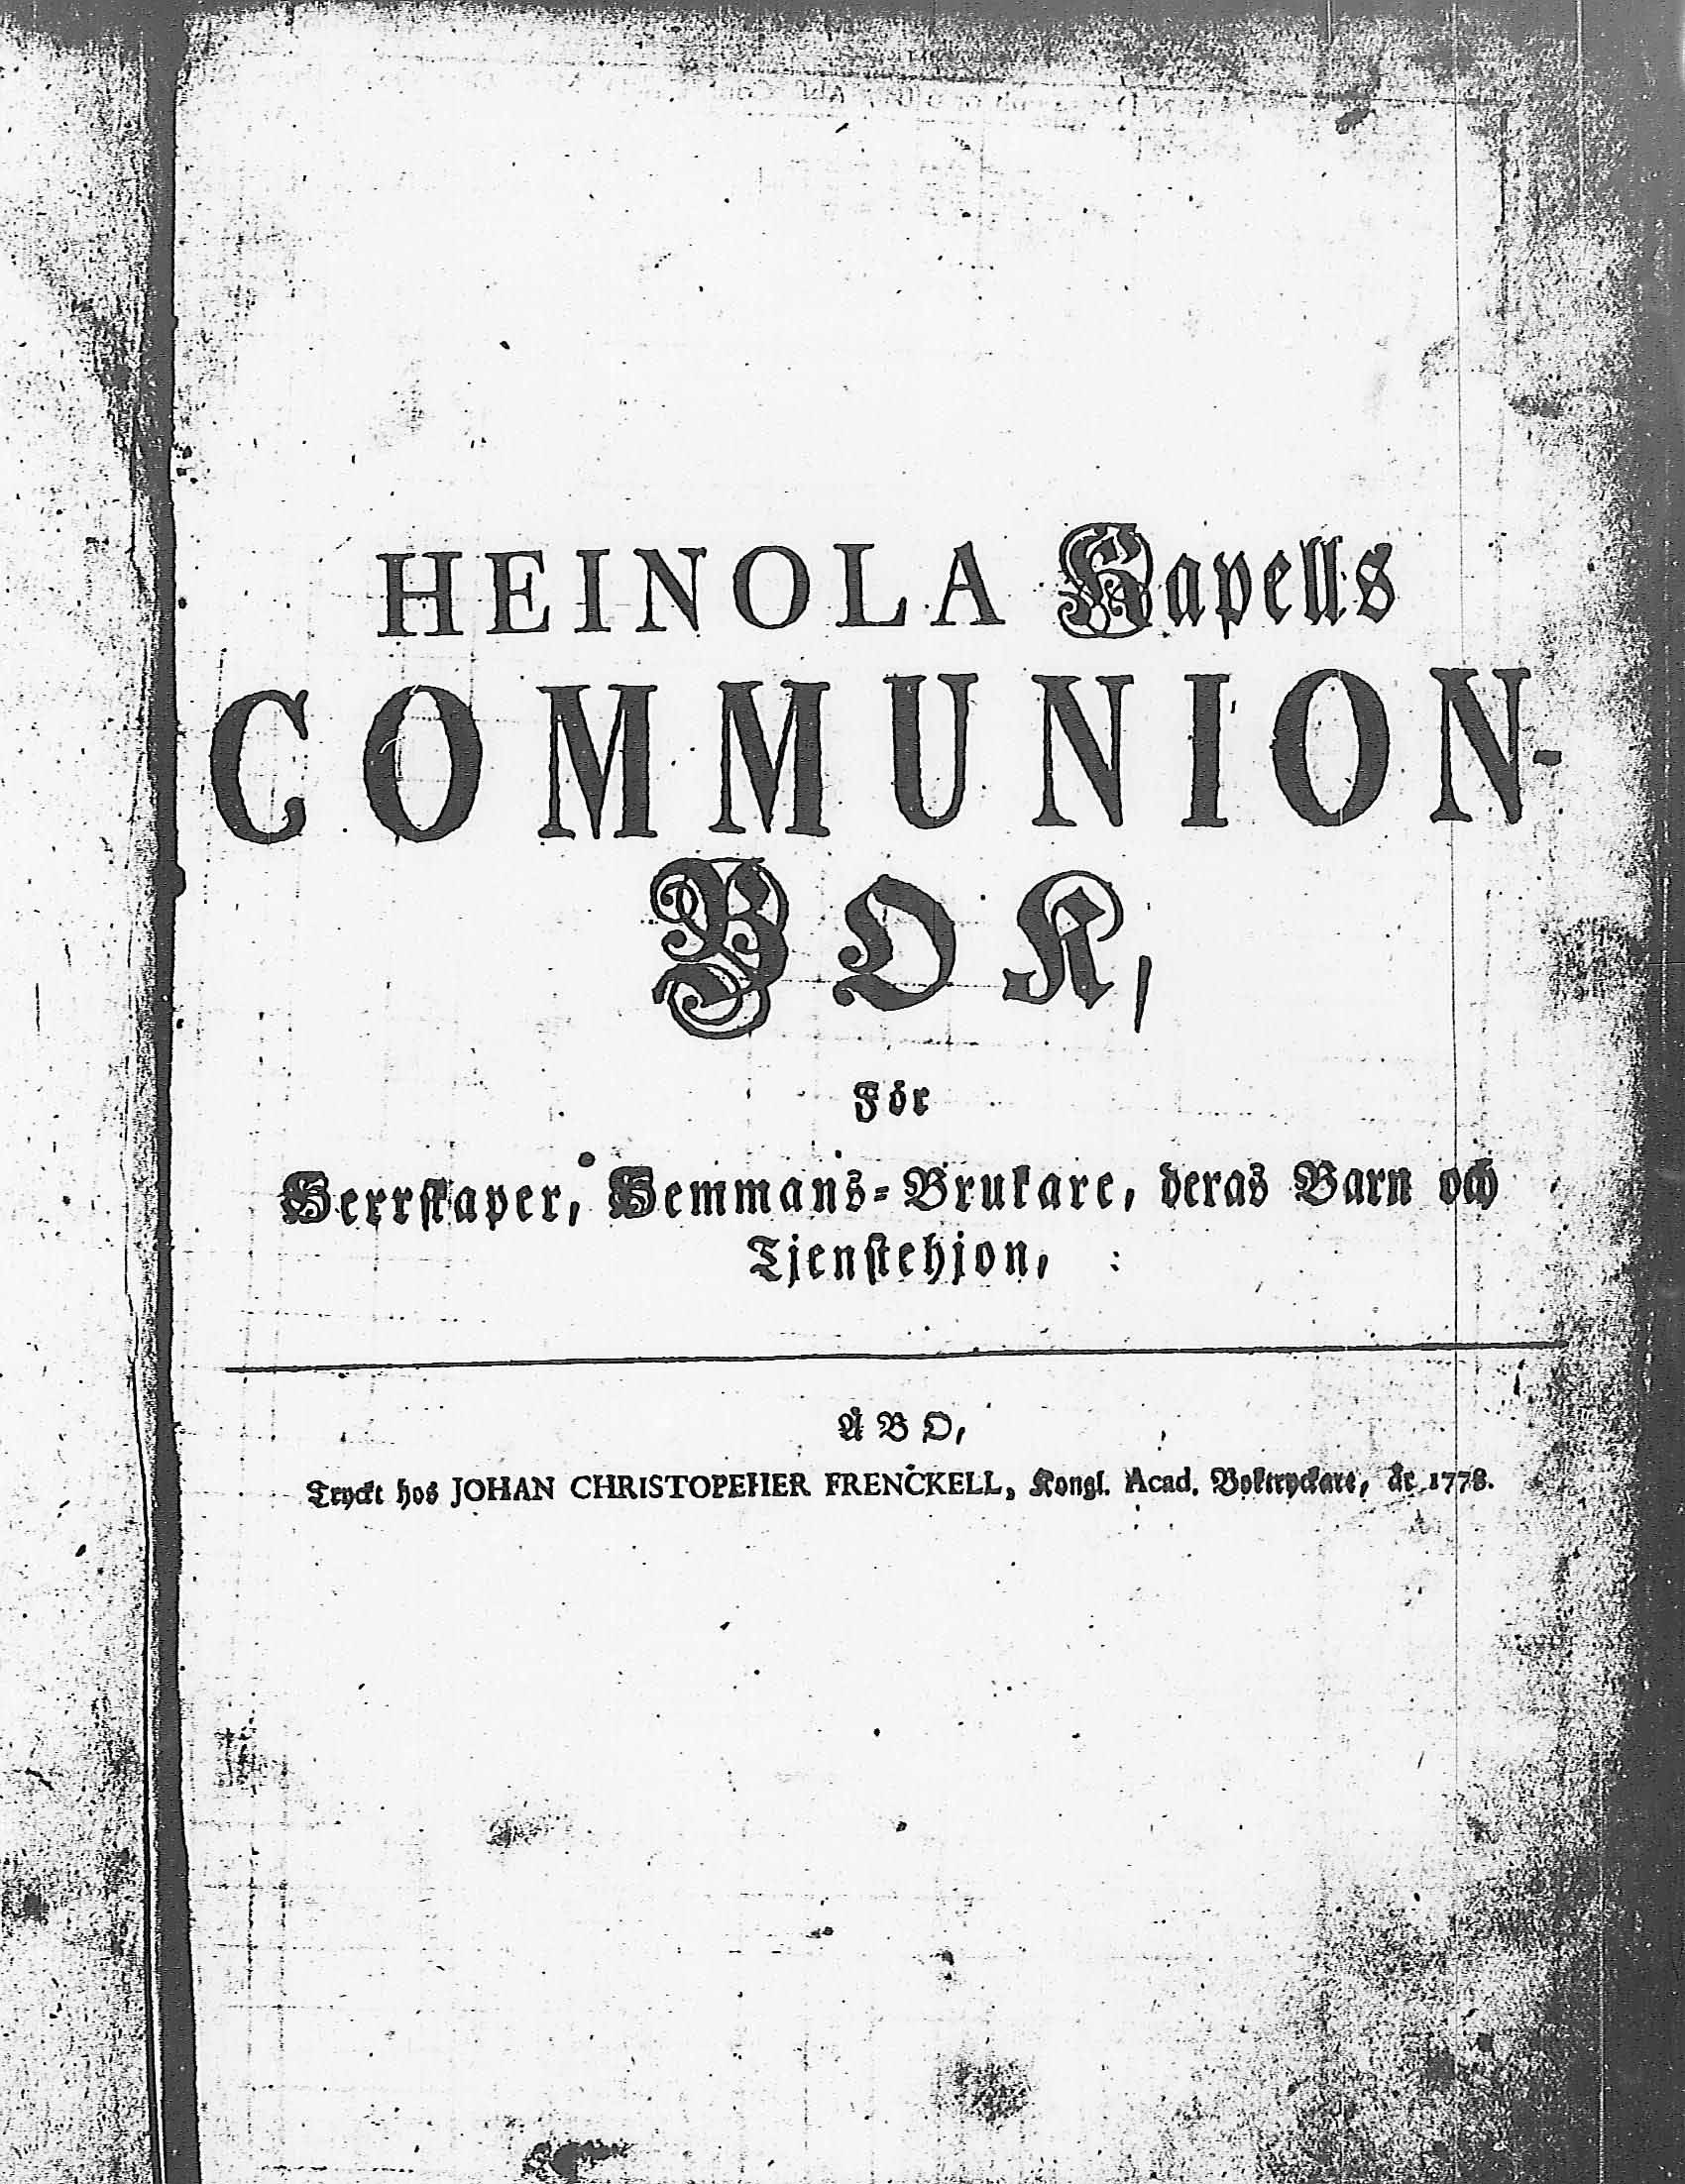 HEINOLA Kapells
COMMUNION-
BOK,
För
Herrskaper, Hemmans-Brukare, deras Barn och
Tjenstehjon,
ÅBO,
Tryckt hos JOHAN CHRISTOPEHER FRENCKELL, Kongl. Acad. Boktryckare, år 1778.